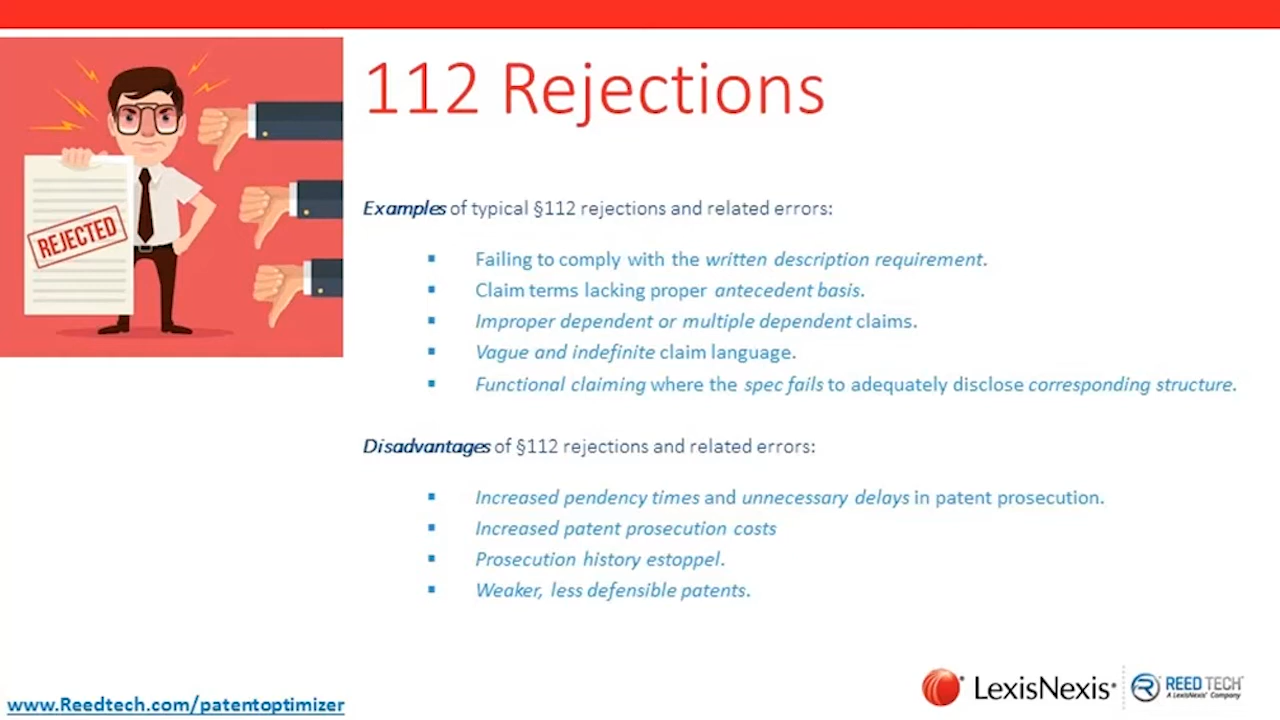 112 Rejections
REJECTED
Examples of typical §112 rejections and related errors:
▪ Failing to comply with the written description requirement.
▪ Claim terms lacking proper antecedent basis.
▪ Improper dependent or multiple dependent claims.
▪ Vague and indefinite claim language.
▪ Functional claiming where the spec fails to adequately disclose corresponding structure.
Disadvantages of §112 rejections and related errors:
▪ Increased pendency times and unnecessary delays in patent prosecution.
▪ Increased patent prosecution costs
▪ Prosecution history estoppel.
▪ Weaker, less defensible patents.
www.Reedtech.com/patentoptimizer
LexisNexis®
REED TECH
A LexisNexis® Company